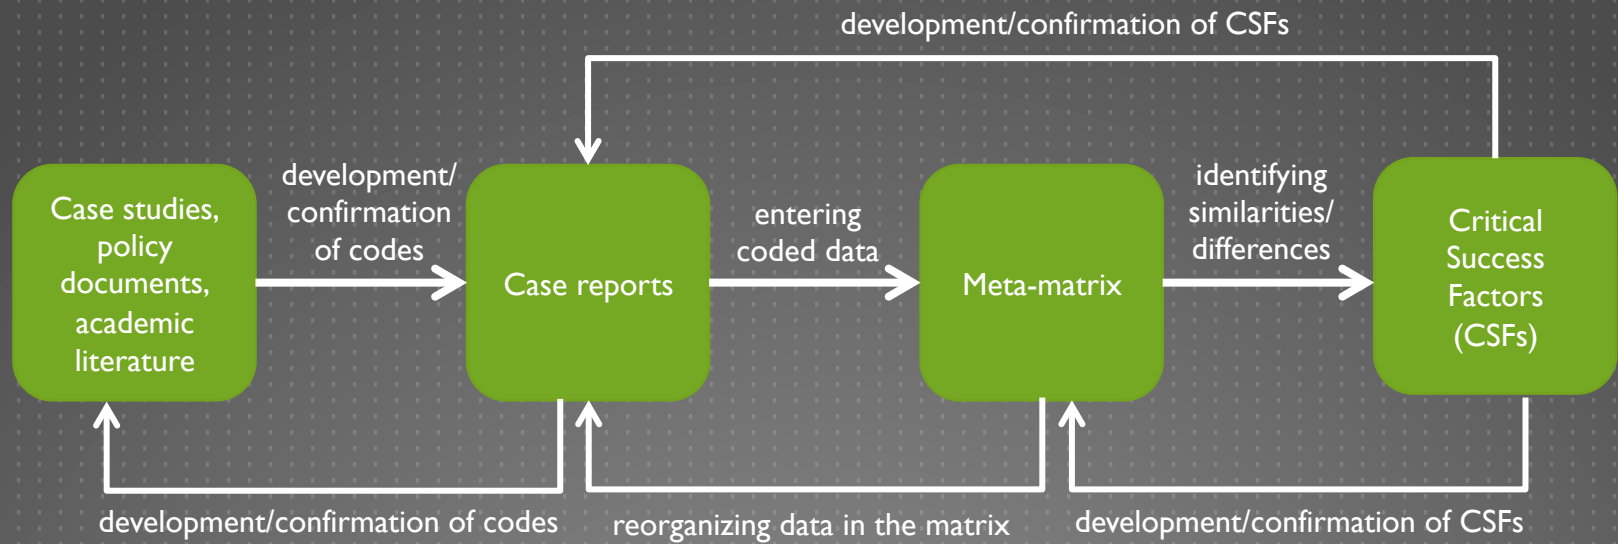 development/confirmation of CSFs
Case studies,
policy
documents,
academic
literature
development/
confirmation
of codes
Case reports
entering
coded data
Meta-matrix
identifying
similarities/
differences
Critical
Success
Factors
(CSFs)
development/confirmation of codes
reorganizing data in the matrix
development/confirmation of CSFs